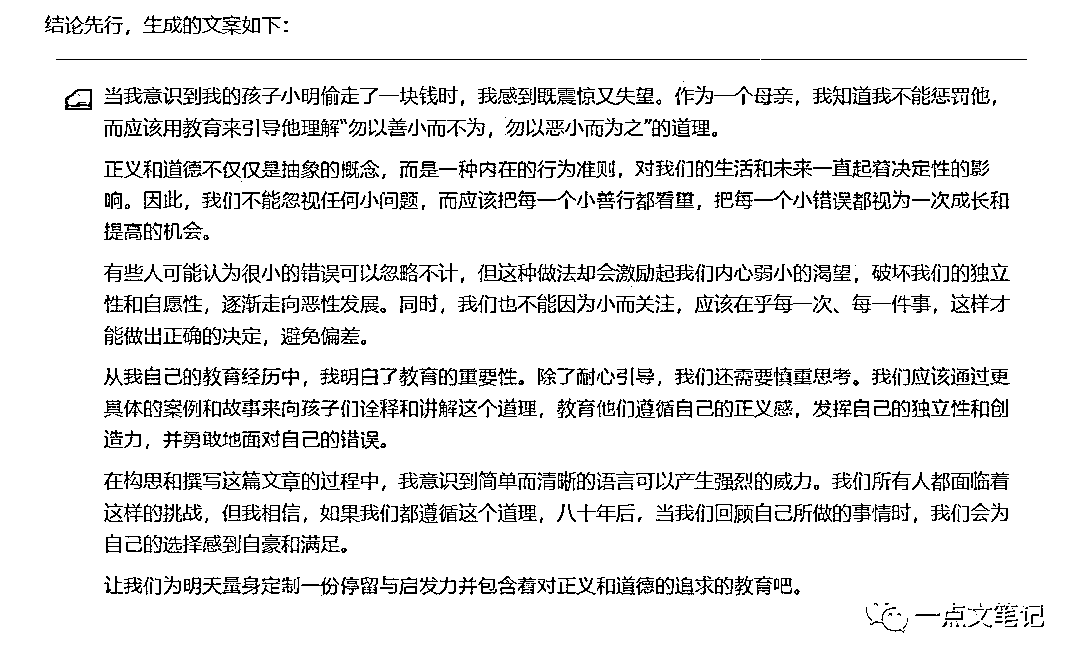 结论先行，生成的文案如下：
当我意识到我的孩子小明偷走了一块钱时，我感到既震惊又失望。作为一个母亲，我知道我不能惩罚他，
而应该用教育来引导他理解“勿以善小而不为，勿以恶小而为之”的道理。
正义和道德不仅仅是抽象的概念，而是一种内在的行为准则，对我们的生活和未来一直起着决定性的影
响。因此，我们不能忽视任何小问题，而应该把每一个小善行都看重，把每一个小错误都视为一次成长和
提高的机会。
有些人可能认为很小的错误可以忽略不计，但这种做法却会激励起我们内心弱小的渴望，破坏我们的独立
性和自愿性，逐渐走向恶性发展。同时，我们也不能因为小而关注，应该在乎每一次、每一件事，这样才
能做出正确的决定，避免偏差。
从我自己的教育经历中，我明白了教育的重要性。除了耐心引导，我们还需要慎重思考。我们应该通过更
具体的案例和故事来向孩子们诠释和讲解这个道理，教育他们遵循自己的正义感，发挥自己的独立性和创
造力，并勇敢地面对自己的错误。
在构思和撰写这篇文章的过程中，我意识到简单而清晰的语言可以产生强烈的威力。我们所有人都面临着
这样的挑战，但我相信，如果我们都遵循这个道理，八十年后，当我们回顾自己所做的事情时，我们会为
自己的选择感到自豪和满足。
让我们为明天量身定制一份停留与启发力并包含着对正义和道德的追求的教育吧。
一点文笔记